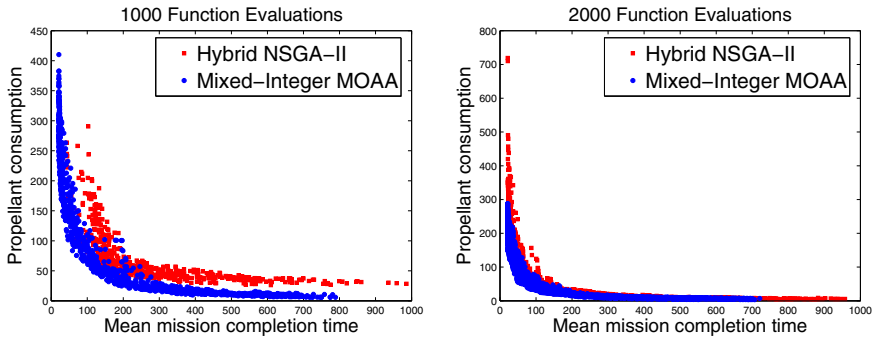 1000 Function Evaluations
Propellant consumption
450
400
350
300
250
200
150
100
50
0
Hybrid NSGA-II
Mixed-Integer MOAA
0 100 200 300 400 500 600 700 800 900 1000
Mean mission completion time
2000 Function Evaluations
Propellant consumption
800
700
600
500
400
300
200
100
0
Hybrid NSGA-II
Mixed-Integer MOAA
0 100 200 300 400 500 600 700 800 900 1000
Mean mission completion time